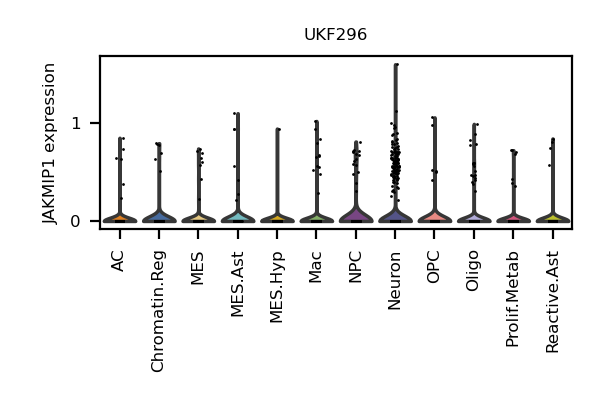 UKF296
JAKMIP1 expression
1
0
AC
Chromatin.Reg
MES
MES.Ast
MES.Hyp
Mac
NPC
Neuron
OPC
Oligo
Prolif.Metab
Reactive.Ast